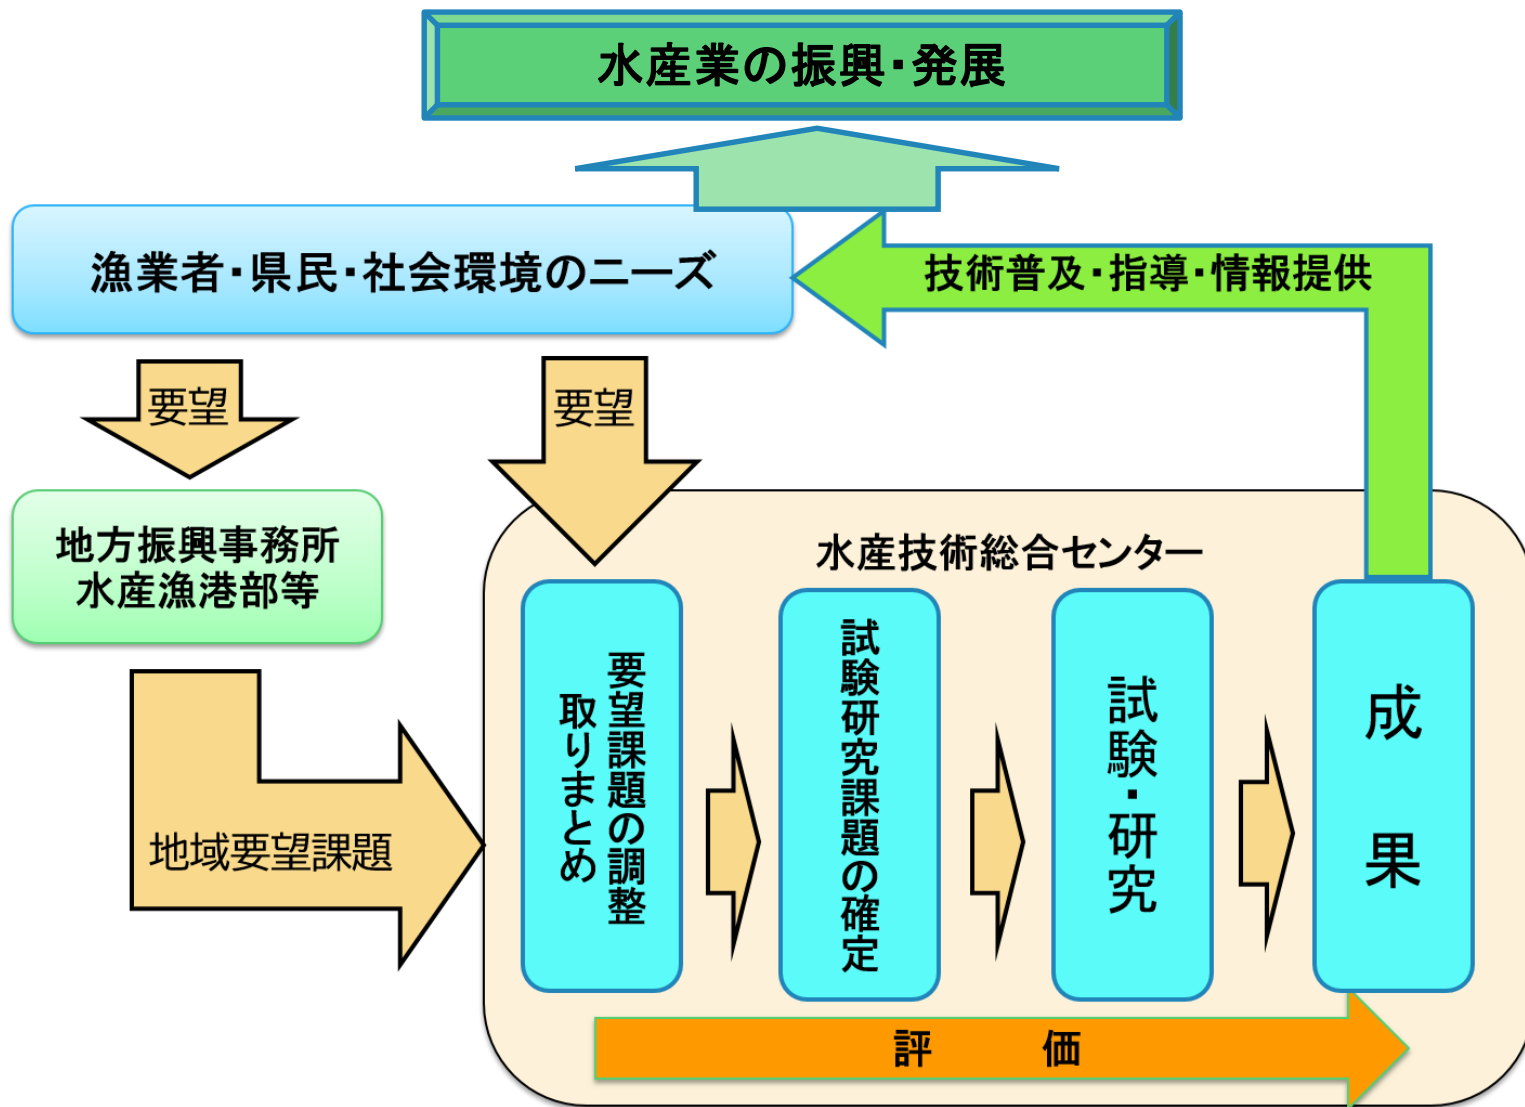 水産業の振興・発展
漁業者・県民・社会環境のニーズ
技術普及・指導・情報提供
要望
要望
地方振興事務所
水産漁港部等
水産技術総合センター
地域要望課題
要望課題の調整
取りまとめ
試験研究課題の確定
試験・研究
成果
評価